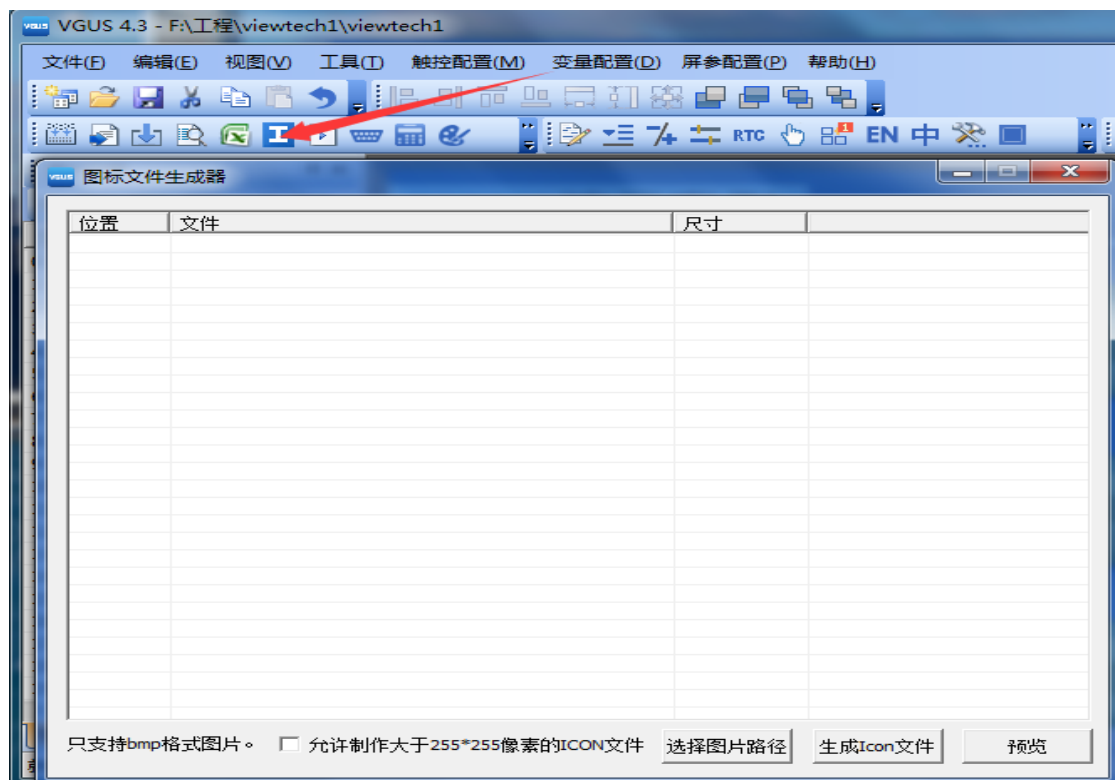 VGUS VGUS 4.3 - F:\工程\viewtech1\viewtech1
文件(F) 编辑(E) 视图(V) 工具(T) 触控配置(M) 变量配置(D) 屏参配置(P) 帮助(H)
RTC 1 EN 中
VGUS 图标文件生成器
位置 文件 尺寸
只支持bmp格式图片。 允许制作大于255*255像素的ICON文件 选择图片路径 生成Icon文件 预览